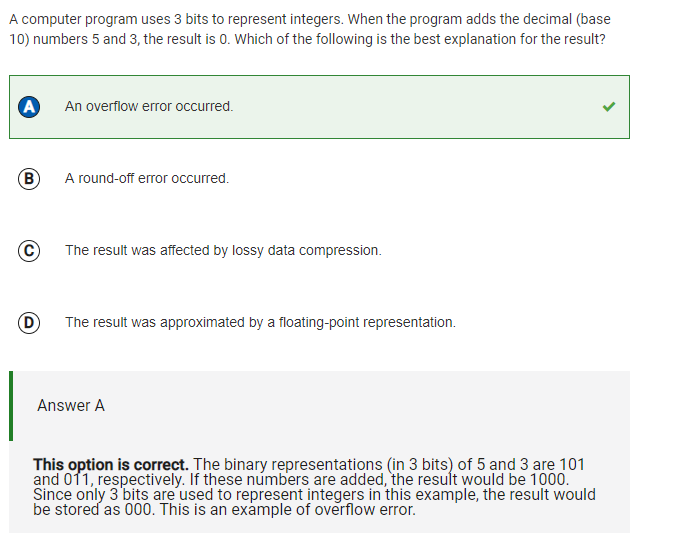 A computer program uses 3 bits to represent integers. When the program adds the decimal (base
10) numbers 5 and 3, the result is 0. Which of the following is the best explanation for the result?
A An overflow error occurred.
B A round-off error occurred.
C The result was affected by lossy data compression.
D The result was approximated by a floating-point representation.
Answer A
This option is correct. The binary representations (in 3 bits) of 5 and 3 are 101
and 011, respectively. If these numbers are added, the result would be 1000.
Since only 3 bits are used to represent integers in this example, the result would
be stored as 000. This is an example of overflow error.